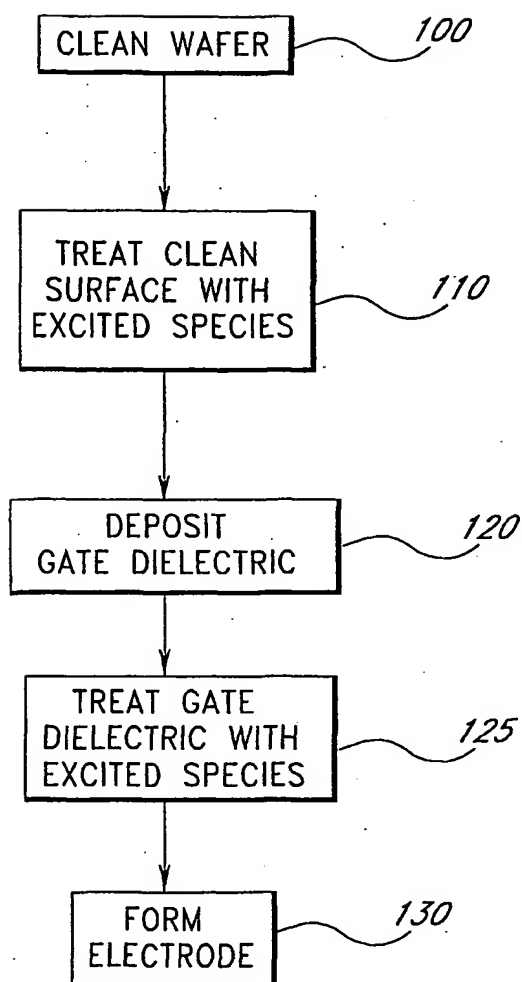 CLEAN WAFER
100
TREAT CLEAN
SURFACE WITH
EXCITED SPECIES
110
DEPOSIT
GATE DIELECTRIC
120
TREAT GATE
DIELECTRIC WITH
EXCITED SPECIES
125
FORM
ELECTRODE
130